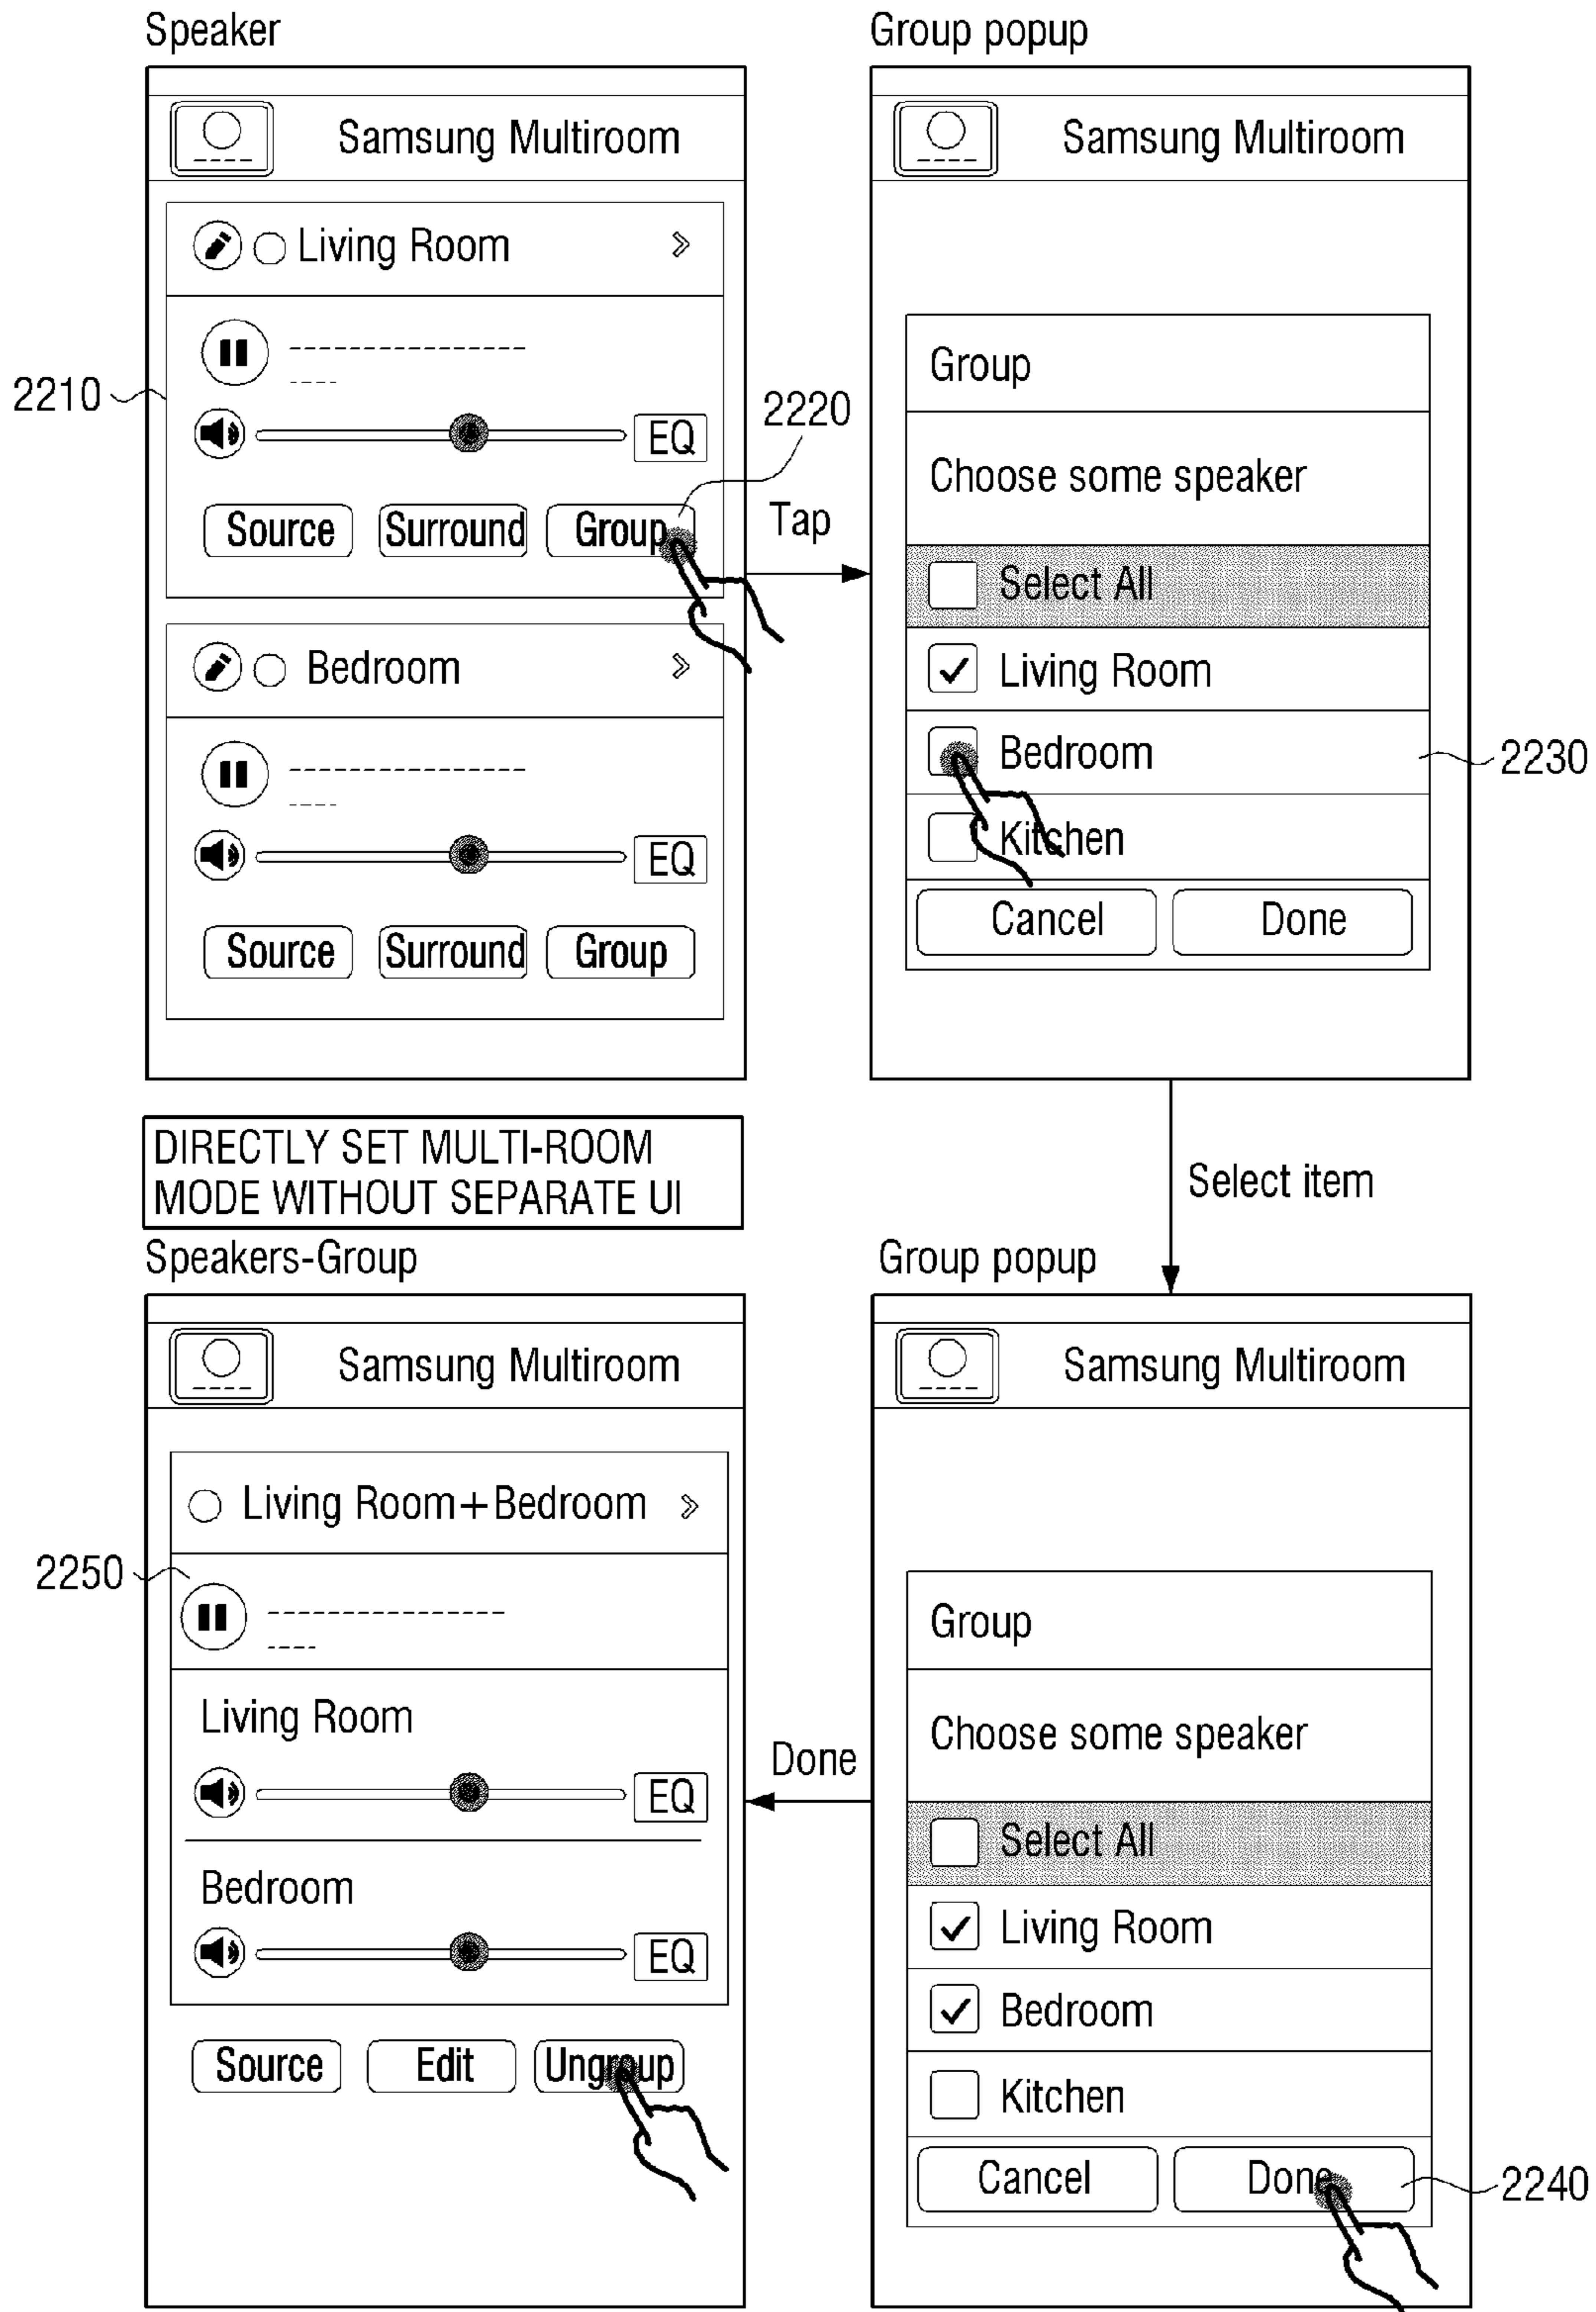 Speaker
Samsung Multiroom
Living Room
2210
EQ
Source Surround Group
2220
Tap
Bedroom
EQ
Source Surround Group
Group popup
Samsung Multiroom
Group
Choose some speaker
Select All
Living Room
Bedroom
2230
Kitchen
Cancel Done
Select item
Group popup
Samsung Multiroom
Group
Choose some speaker
Select All
Living Room
Bedroom
Kitchen
Cancel Done
2240
Done
DIRECTLY SET MULTI-ROOM
MODE WITHOUT SEPARATE UI
Speakers-Group
Samsung Multiroom
Living Room+Bedroom
2250
Living Room
EQ
Bedroom
EQ
Source Edit Ungroup